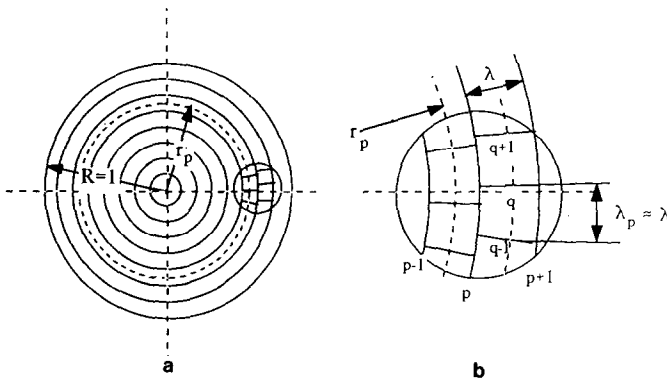 R=1
r_p
a
λ
r_p
q+1
q
λ_p ≈ λ
q-1
p-1
p
p+1
b